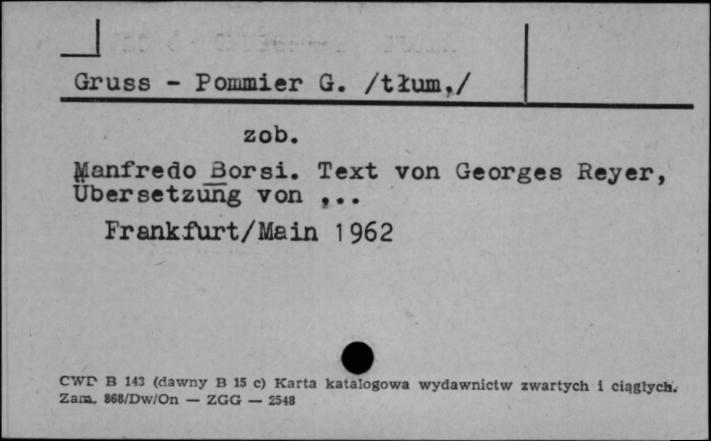 Gruss - Pommier G. /tłum,/
zob.
Manfredo Borsi. Text von Georges Reyer,
Übersetzung von ,..
Frankfurt/Main 1962
CWD B 143 (dawny B 15 c) Karta katalogowa wydawnictw zwartych i ciągłych.
Zam. 868/Dw/On — ZGG — 2548